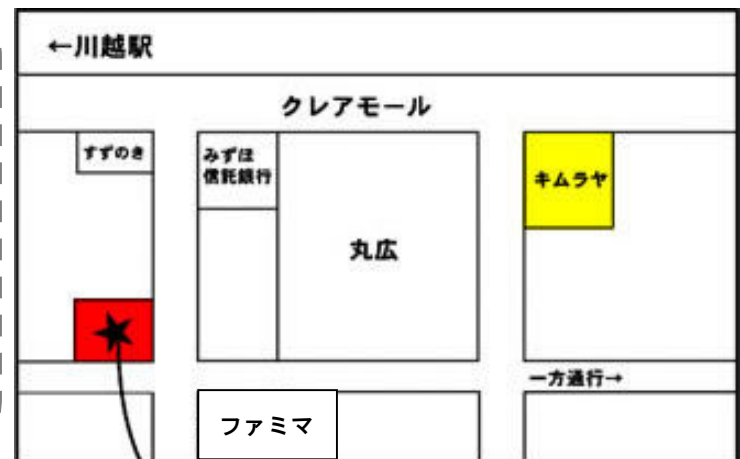 ←川越駅
クレアモール
すずのき
みずほ
信託銀行
キムラヤ
丸広
一方通行→
ファミマ